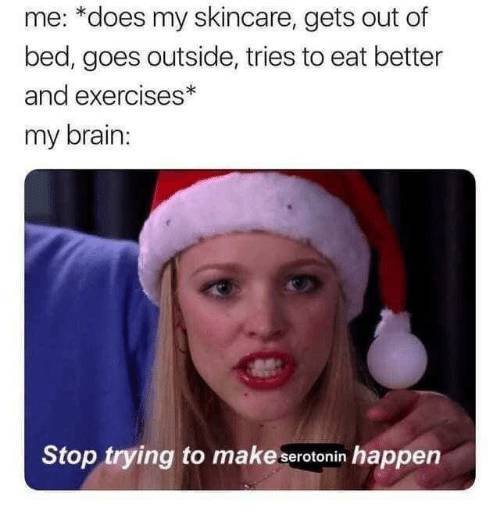 me: *does my skincare, gets out of
bed, goes outside, tries to eat better
and exercises*
my brain:
Stop trying to make serotonin happen